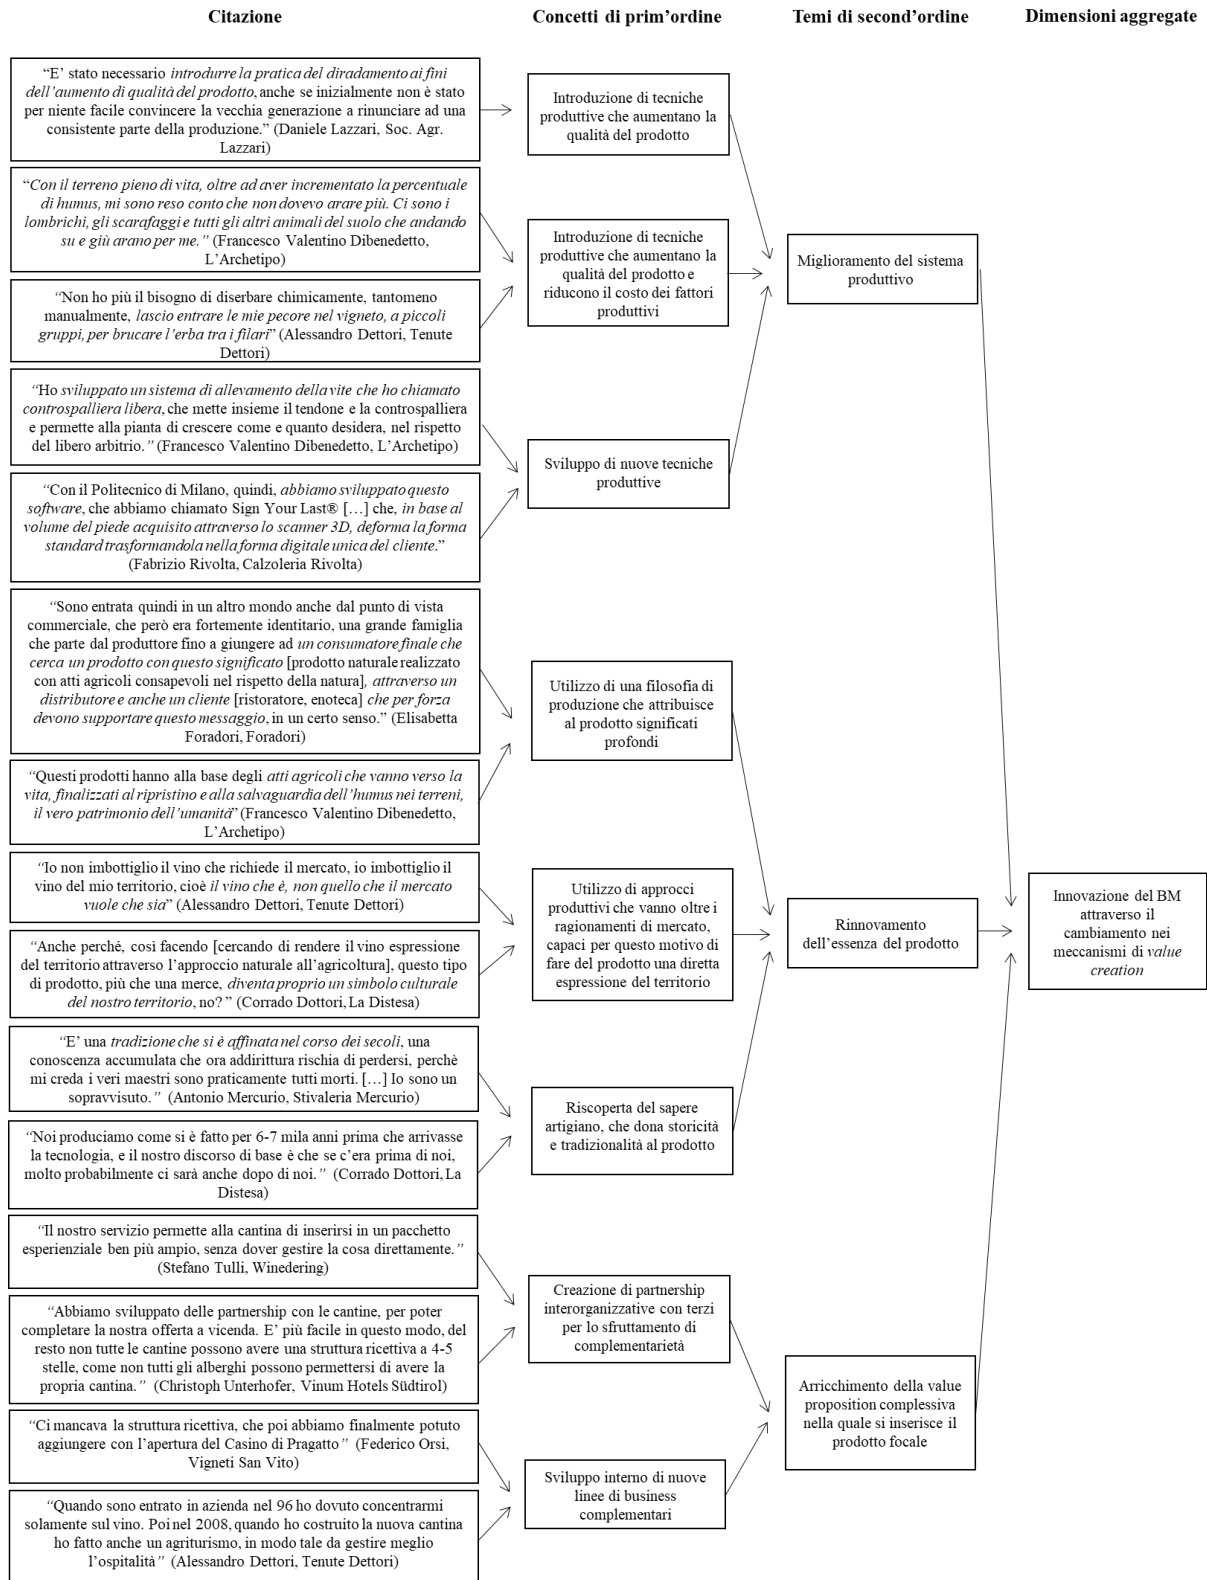 Citazione
Concetti di prim’ordine
Temi di second’ordine
Dimensioni aggregate
“E’ stato necessario introdurre la pratica del diradamento ai fini
dell’aumento di qualità del prodotto, anche se inizialmente non è stato
per niente facile convincere la vecchia generazione a rinunciare ad una
consistente parte della produzione.” (Daniele Lazzari, Soc. Agr.
Lazzari)
“Con il terreno pieno di vita, oltre ad aver incrementato la percentuale
di humus, mi sono reso conto che non dovevo arare più. Ci sono i
lombrichi, gli scarafaggi e tutti gli altri animali del suolo che andando
su e giù arano per me.” (Francesco Valentino Dibenedetto,
L’Archetipo)
“Non ho più il bisogno di diserbare chimicamente, tantomeno
manualmente, lascio entrare le mie pecore nel vigneto, a piccoli
gruppi, per brucare l’erba tra i filari” (Alessandro Dettori, Tenute
Dettori)
“Ho sviluppato un sistema di allevamento della vite che ho chiamato
controspalliera libera, che mette insieme il tendone e la controspalliera
e permette alla pianta di crescere come e quanto desidera, nel rispetto
del libero arbitrio.” (Francesco Valentino Dibenedetto, L’Archetipo)
“Con il Politecnico di Milano, quindi, abbiamo sviluppato questo
software, che abbiamo chiamato Sign Your Last® […] che, in base al
volume del piede acquisito attraverso lo scanner 3D, deforma la forma
standard trasformandola nella forma digitale unica del cliente.”
(Fabrizio Rivolta, Calzoleria Rivolta)
“Sono entrata quindi in un altro mondo anche dal punto di vista
commerciale, che però era fortemente identitario, una grande famiglia
che parte dal produttore fino a giungere ad un consumatore finale che
cerca un prodotto con questo significato [prodotto naturale realizzato
con atti agricoli consapevoli nel rispetto della natura], attraverso un
distributore e anche un cliente [ristoratore, enoteca] che per forza
devono supportare questo messaggio, in un certo senso.” (Elisabetta
Foradori, Foradori)
“Questi prodotti hanno alla base degli atti agricoli che vanno verso la
vita, finalizzati al ripristino e alla salvaguardia dell’humus nei terreni,
il vero patrimonio dell’umanità” (Francesco Valentino Dibenedetto,
L’Archetipo)
“Io non imbottiglio il vino che richiede il mercato, io imbottiglio il
vino del mio territorio, cioè il vino che è, non quello che il mercato
vuole che sia” (Alessandro Dettori, Tenute Dettori)
“Anche perché, così facendo [cercando di rendere il vino espressione
del territorio attraverso l’approccio naturale all’agricoltura], questo tipo
di prodotto, più che una merce, diventa proprio un simbolo culturale
del nostro territorio, no? ” (Corrado Dottori, La Distesa)
“E’ una tradizione che si è affinata nel corso dei secoli, una
conoscenza accumulata che ora addirittura rischia di perdersi, perchè
mi creda i veri maestri sono praticamente tutti morti. […] Io sono un
sopravvisuto.” (Antonio Mercurio, Stivaleria Mercurio)
“Noi produciamo come si è fatto per 6-7 mila anni prima che arrivasse
la tecnologia, e il nostro discorso di base è che se c’era prima di noi,
molto probabilmente ci sarà anche dopo di noi.” (Corrado Dottori, La
Distesa)
“Il nostro servizio permette alla cantina di inserirsi in un pacchetto
esperienziale ben più ampio, senza dover gestire la cosa direttamente.”
(Stefano Tulli, Winedering)
“Abbiamo sviluppato delle partnership con le cantine, per poter
completare la nostra offerta a vicenda. E’ più facile in questo modo, del
resto non tutte le cantine possono avere una struttura ricettiva a 4-5
stelle, come non tutti gli alberghi possono permettersi di avere la
propria cantina.” (Christoph Unterhofer, Vinum Hotels Südtirol)
“Ci mancava la struttura ricettiva, che poi abbiamo finalmente potuto
aggiungere con l’apertura del Casino di Pragatto” (Federico Orsi,
Vigneti San Vito)
“Quando sono entrato in azienda nel 96 ho dovuto concentrarmi
solamente sul vino. Poi nel 2008, quando ho costruito la nuova cantina
ho fatto anche un agriturismo, in modo tale da gestire meglio
l’ospitalità” (Alessandro Dettori, Tenute Dettori)
Introduzione di tecniche
produttive che aumentano la
qualità del prodotto
Introduzione di tecniche
produttive che aumentano la
qualità del prodotto e
riducono il costo dei fattori
produttivi
Sviluppo di nuove tecniche
produttive
Utilizzo di una filosofia di
produzione che attribuisce
al prodotto significati
profondi
Utilizzo di approcci
produttivi che vanno oltre i
ragionamenti di mercato,
capaci per questo motivo di
fare del prodotto una diretta
espressione del territorio
Riscoperta del sapere
artigiano, che dona storicità
e tradizionalità al prodotto
Creazione di partnership
interorganizzative con terzi
per lo sfruttamento di
complementarietà
Sviluppo interno di nuove
linee di business
complementari
Miglioramento del sistema
produttivo
Rinnovamento
dell’essenza del prodotto
Arricchimento della value
proposition complessiva
nella quale si inserisce il
prodotto focale
Innovazione del BM
attraverso il
cambiamento nei
meccanismi di value
creation